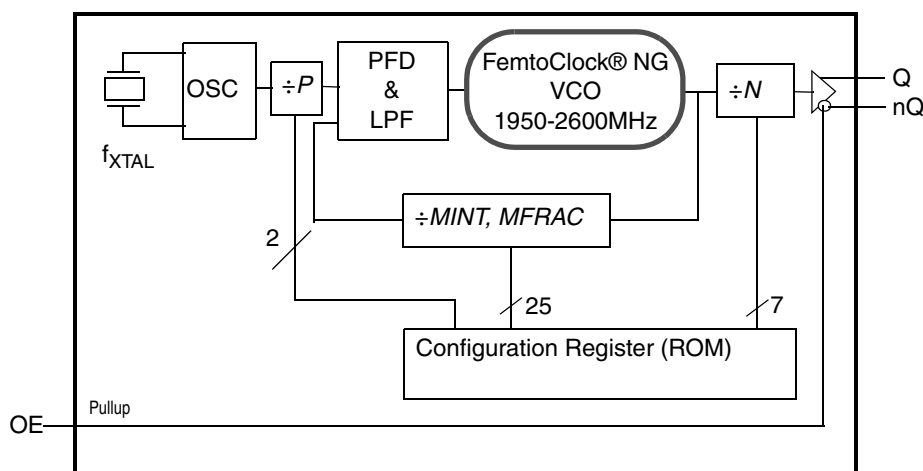 PFD
&
LPF
FemtoClock® NG
VCO
1950-2600MHz
OSC
÷P
÷N
Q
nQ
fXTAL
÷MINT, MFRAC
2
25
7
Configuration Register (ROM)
Pullup
OE